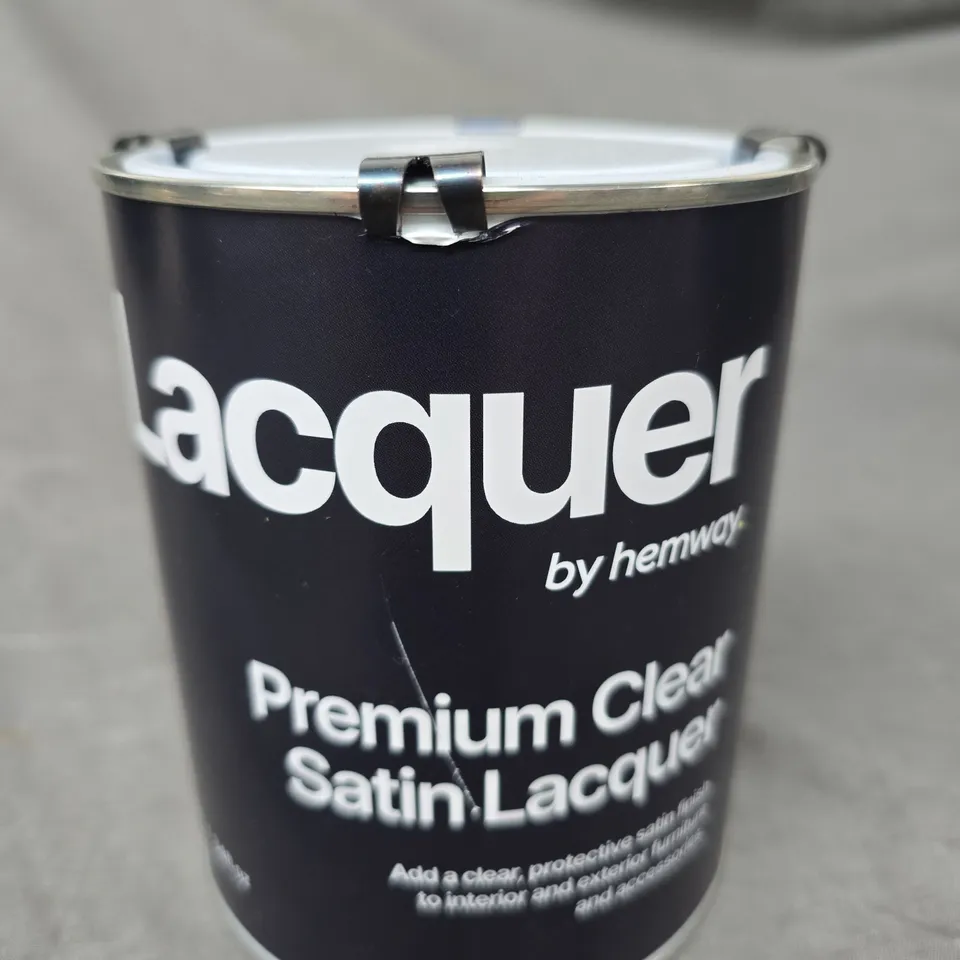 Lacquer
by hemway.
Premium Clear
Satin Lacquer
Add a clear, protective satin finish
to interior and exterior furniture
and accessories.